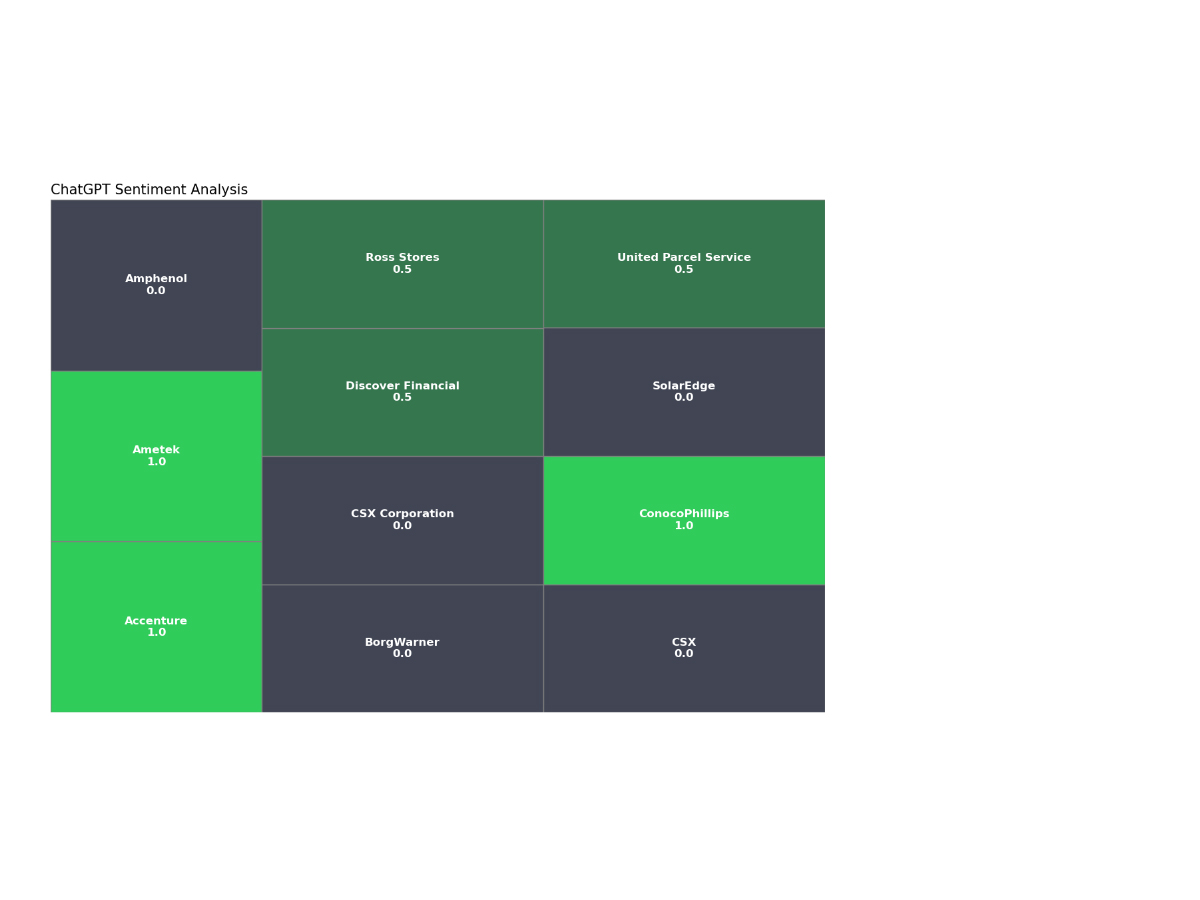 ChatGPT Sentiment Analysis
Amphenol
0.0
Ametek
1.0
Accenture
1.0
Ross Stores
0.5
Discover Financial
0.5
CSX Corporation
0.0
BorgWarner
0.0
United Parcel Service
0.5
SolarEdge
0.0
ConocoPhillips
1.0
CSX
0.0